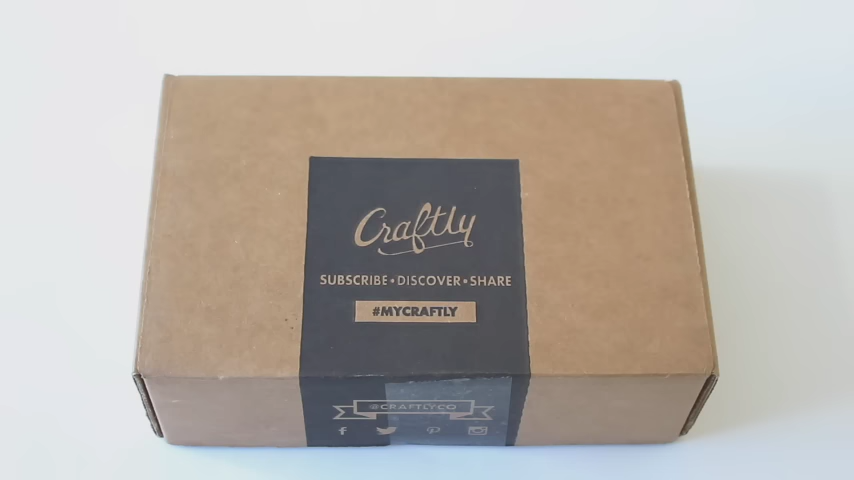 Craftly
SUBSCRIBE • DISCOVER • SHARE
#MYCRAFTLY
@CRAFTLYCO